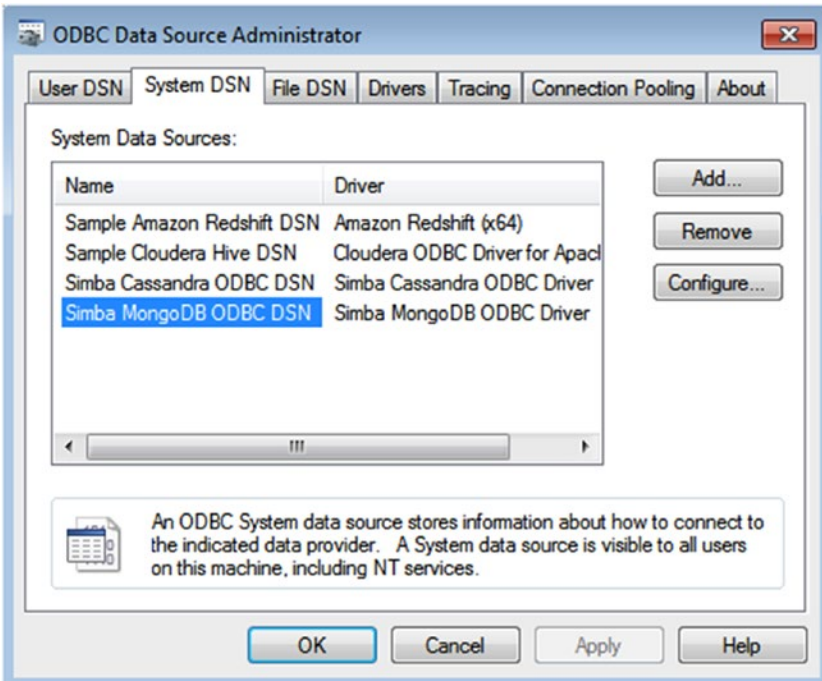 ODBC Data Source Administrator
User DSN System DSN File DSN Drivers Tracing Connection Pooling About
System Data Sources:
Name Driver
Sample Amazon Redshift DSN Amazon Redshift (x64)
Sample Cloudera Hive DSN Cloudera ODBC Driver for Apacl
Simba Cassandra ODBC DSN Simba Cassandra ODBC Driver
Simba MongoDB ODBC DSN Simba MongoDB ODBC Driver
Add...
Remove
Configure...
An ODBC System data source stores information about how to connect to
the indicated data provider. A System data source is visible to all users
on this machine, including NT services.
OK Cancel Apply Help